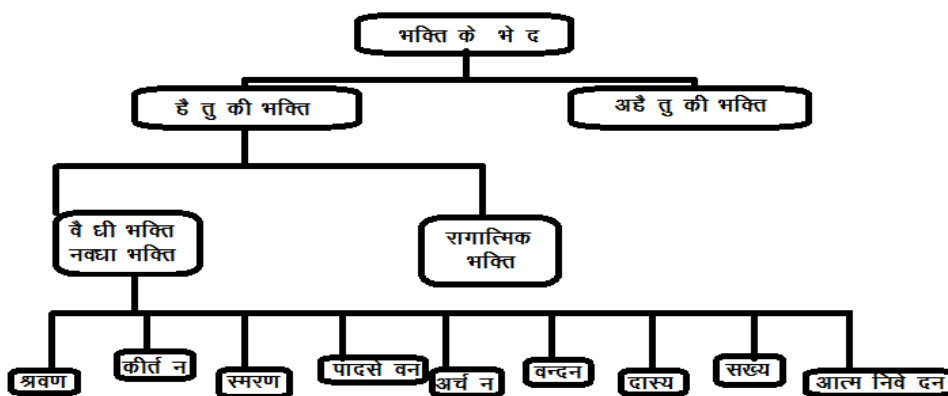 भक्ति के भे द
है तु की भक्ति
अहै तु की भक्ति
वै धी भक्ति
नवधा भक्ति
रागात्मिक
भक्ति
श्रवण
कीर्त न
स्मरण
पादसे वन
अर्च न
वन्दन
दास्य
सख्य
आत्म निवे दन